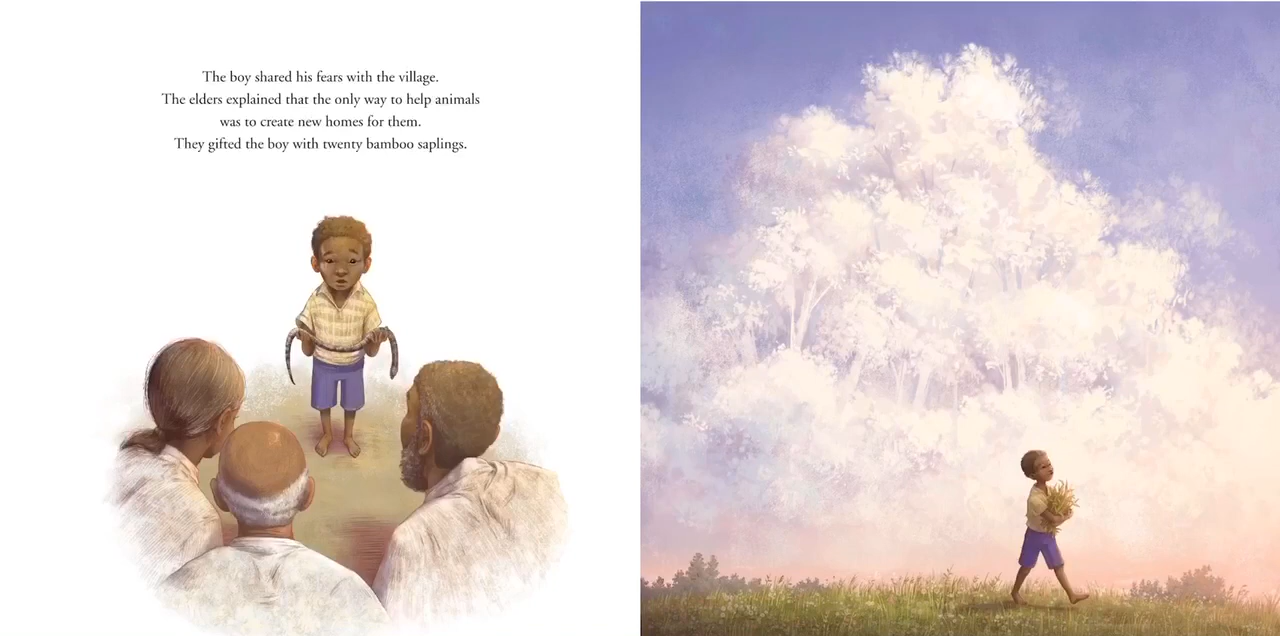 The boy shared his fears with the village.
The elders explained that the only way to help animals
was to create new homes for them.
They gifted the boy with twenty bamboo saplings.